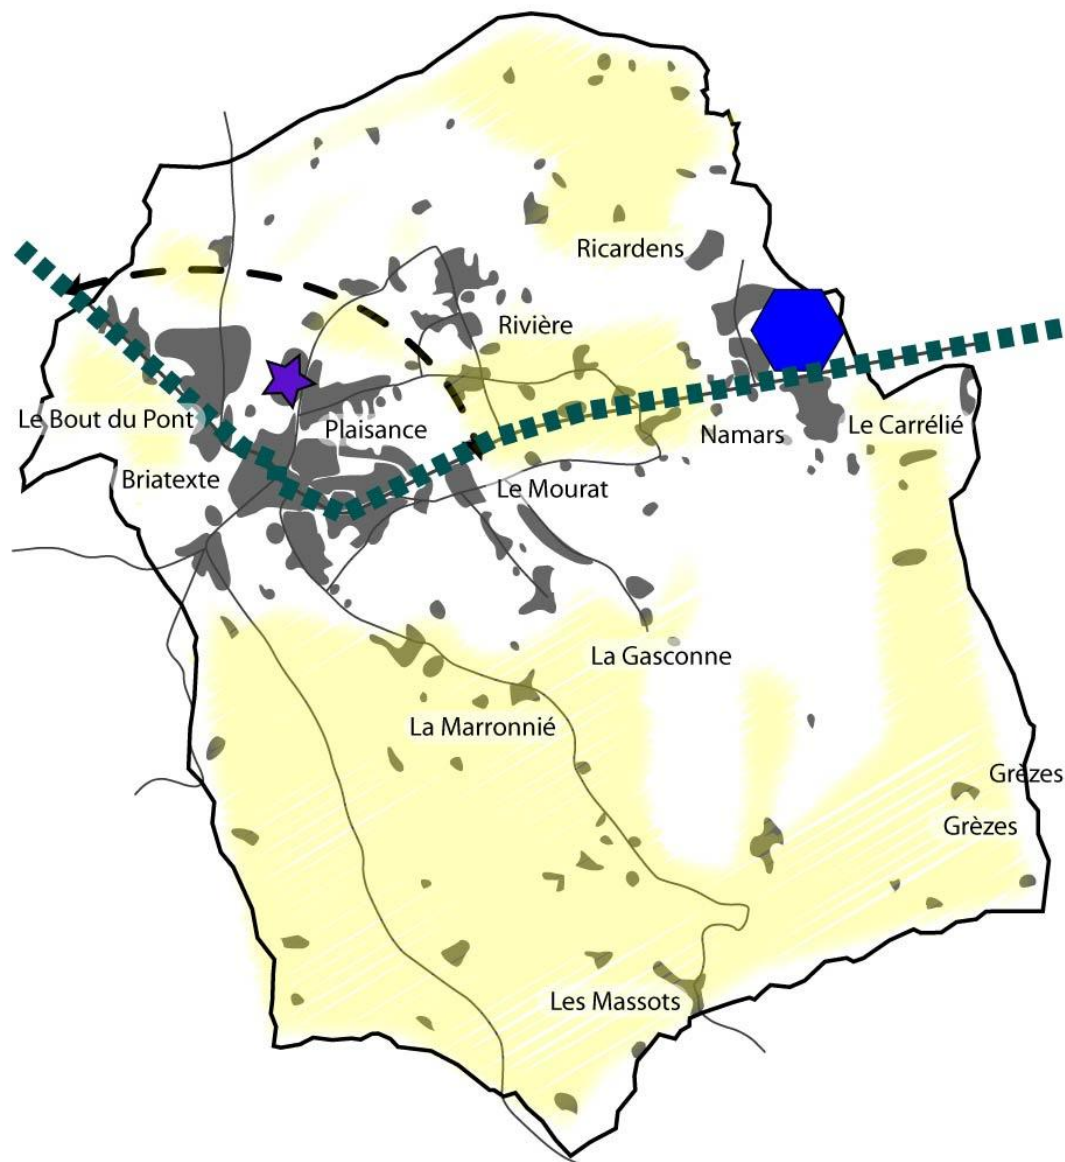 Ricardens
Rivière
Le Bout du Pont
Plaisance
Namars
Le Carrélié
Briatexte
Le Mourat
La Gasconne
La Marronnié
Grèzes
Grèzes
Les Massots